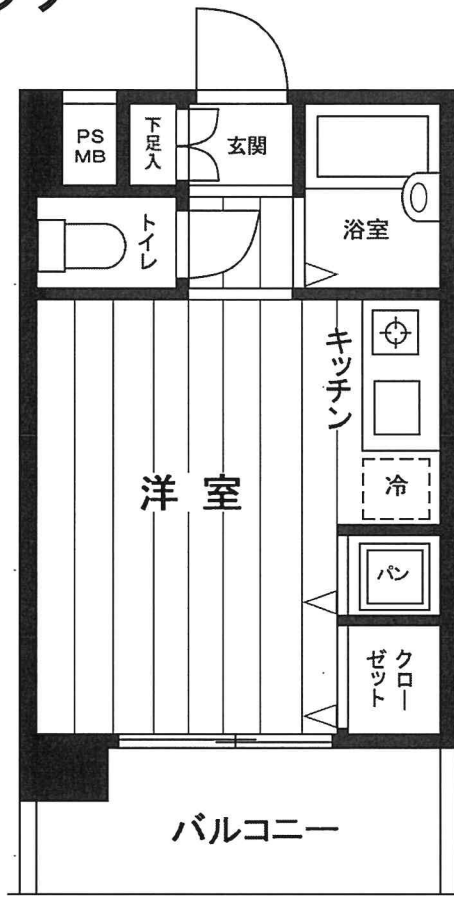 PS
MB
下足入
玄関
浴室
トイレ
キッチン
洋室
冷
パン
クローゼット
バルコニー